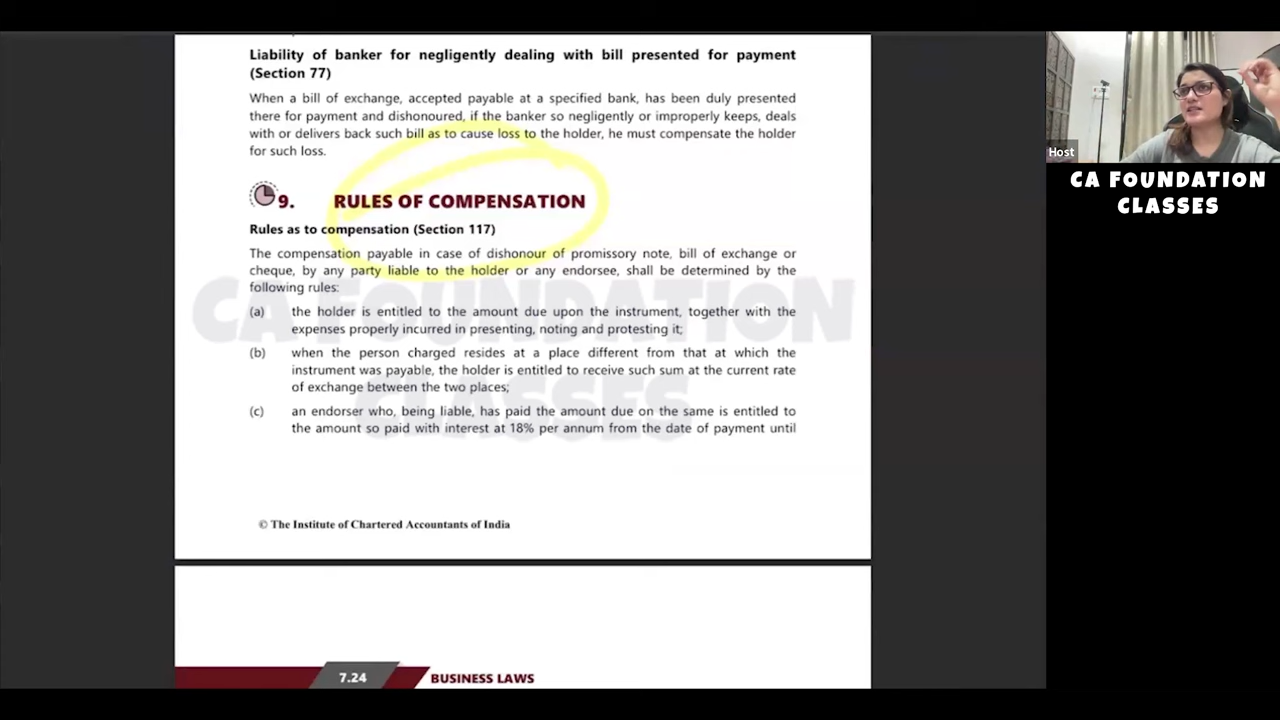 Liability of banker for negligently dealing with bill presented for payment
(Section 77)
When a bill of exchange, accepted payable at a specified bank, has been duly presented
there for payment and dishonoured, if the banker so negligently or improperly keeps, deals
with or delivers back such bill as to cause loss to the holder, he must compensate the holder
for such loss.
9. RULES OF COMPENSATION
Rules as to compensation (Section 117)
The compensation payable in case of dishonour of promissory note, bill of exchange or
cheque, by any party liable to the holder or any endorsee, shall be determined by the
following rules:
(a) the holder is entitled to the amount due upon the instrument, together with the
expenses properly incurred in presenting, noting and protesting it;
(b) when the person charged resides at a place different from that at which the
instrument was payable, the holder is entitled to receive such sum at the current rate
of exchange between the two places;
(c) an endorser who, being liable, has paid the amount due on the same is entitled to
the amount so paid with interest at 18% per annum from the date of payment until
© The Institute of Chartered Accountants of India
7.24 BUSINESS LAWS
CA FOUNDATION
CLASSES
Host
CA FOUNDATION
CLASSES